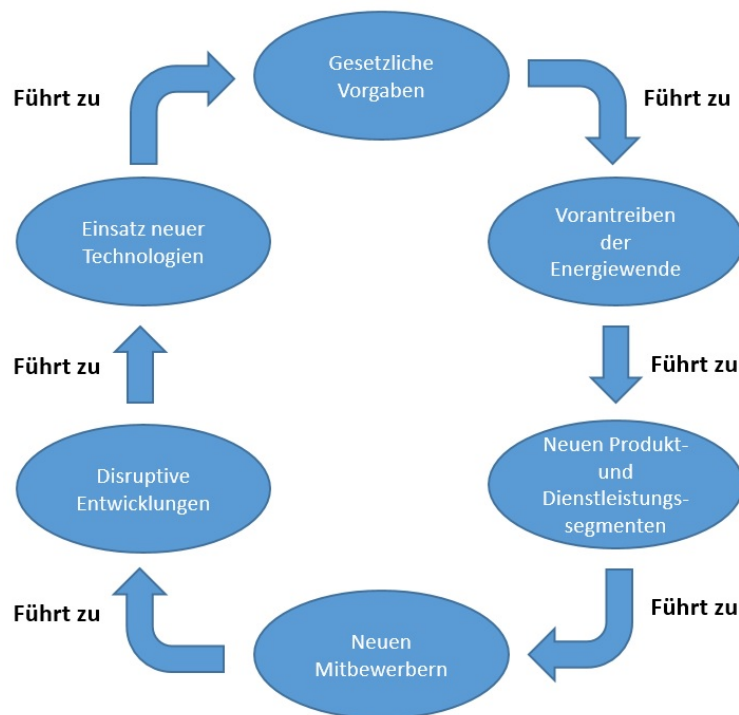 Gesetzliche
Vorgaben
Führt zu
Vorantreiben
der
Energiewende
Führt zu
Neuen Produkt-
und
Dienstleistungs-
segmenten
Führt zu
Neuen
Mitbewerbern
Führt zu
Disruptive
Entwicklungen
Führt zu
Einsatz neuer
Technologien
Führt zu